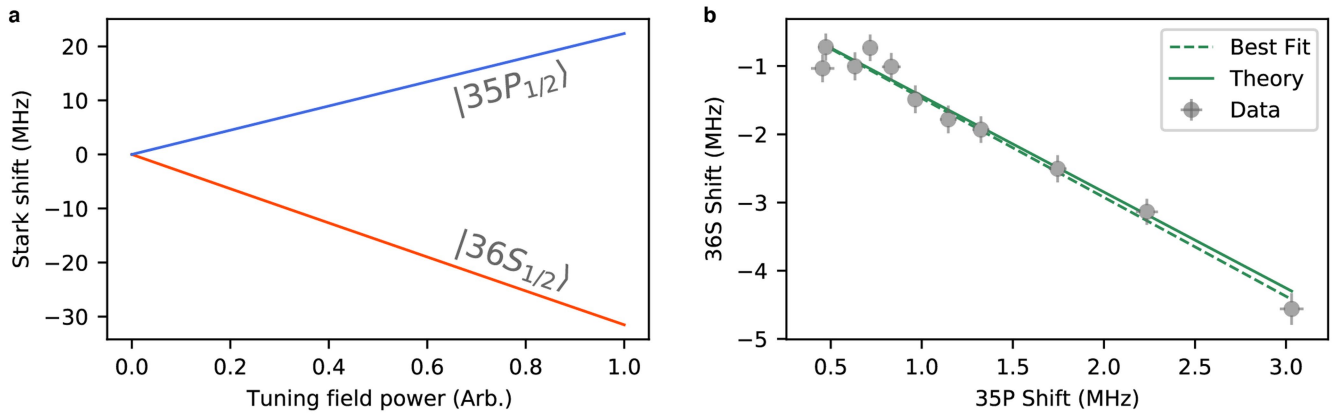 a
Stark shift (MHz)
20
10
0
−10
−20
−30
|35P1/2⟩
|36S1/2⟩
0.0 0.2 0.4 0.6 0.8 1.0
Tuning field power (Arb.)
b
36S Shift (MHz)
−1
−2
−3
−4
−5
Best Fit
Theory
Data
0.5 1.0 1.5 2.0 2.5 3.0
35P Shift (MHz)